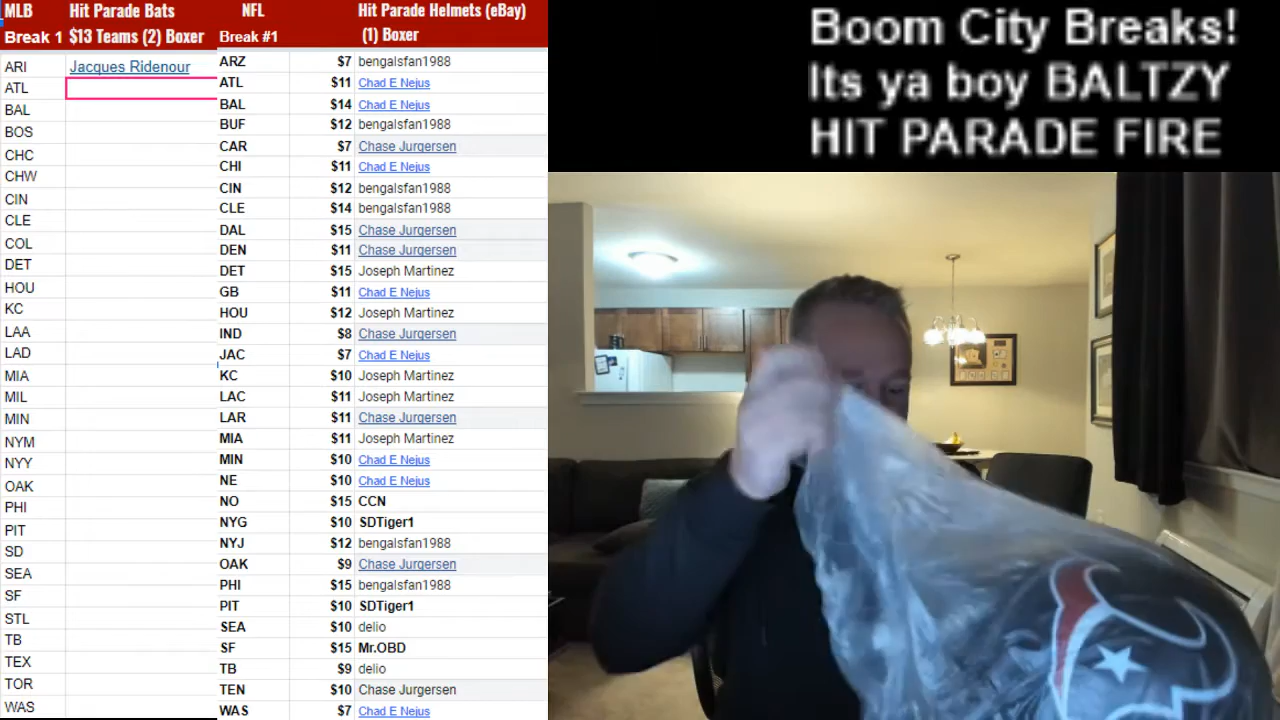 MLB Hit Parade Bats
Break 1 $13 Teams (2) Boxer
ARI Jacques Ridenour
ATL
BAL
BOS
CHC
CHW
CIN
CLE
COL
DET
HOU
KC
LAA
LAD
MIA
MIL
MIN
NYM
NYY
OAK
PHI
PIT
SD
SEA
SF
STL
TB
TEX
TOR
WAS
NFL Hit Parade Helmets (eBay)
Break #1 (1) Boxer
ARZ $7 bengalsfan1988
ATL $11 Chad E Nejus
BAL $14 Chad E Nejus
BUF $12 bengalsfan1988
CAR $7 Chase Jurgersen
CHI $11 Chad E Nejus
CIN $12 bengalsfan1988
CLE $14 bengalsfan1988
DAL $15 Chase Jurgersen
DEN $11 Chase Jurgersen
DET $15 Joseph Martinez
GB $11 Chad E Nejus
HOU $12 Joseph Martinez
IND $8 Chase Jurgersen
JAC $7 Chad E Nejus
KC $10 Joseph Martinez
LAC $11 Joseph Martinez
LAR $11 Chase Jurgersen
MIA $11 Joseph Martinez
MIN $10 Chad E Nejus
NE $10 Chad E Nejus
NO $15 CCN
NYG $10 SDTiger1
NYJ $12 bengalsfan1988
OAK $9 Chase Jurgersen
PHI $15 bengalsfan1988
PIT $10 SDTiger1
SEA $10 delio
SF $15 Mr.OBD
TB $9 delio
TEN $10 Chase Jurgersen
WAS $7 Chad E Nejus
Boom City Breaks!
Its ya boy BALTZY
HIT PARADE FIRE